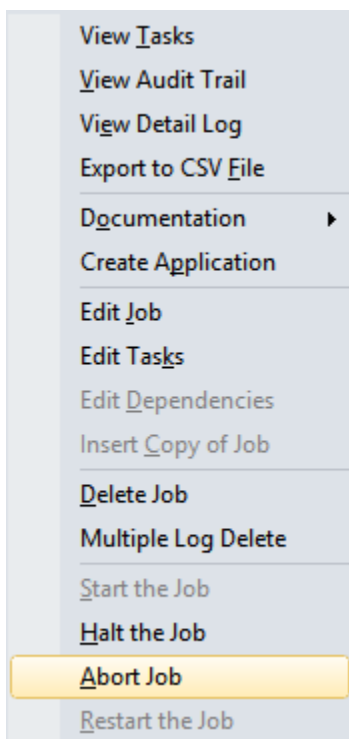 View Tasks
View Audit Trail
View Detail Log
Export to CSV File
Documentation
Create Application
Edit Job
Edit Tasks
Edit Dependencies
Insert Copy of Job
Delete Job
Multiple Log Delete
Start the Job
Halt the Job
Abort Job
Restart the Job